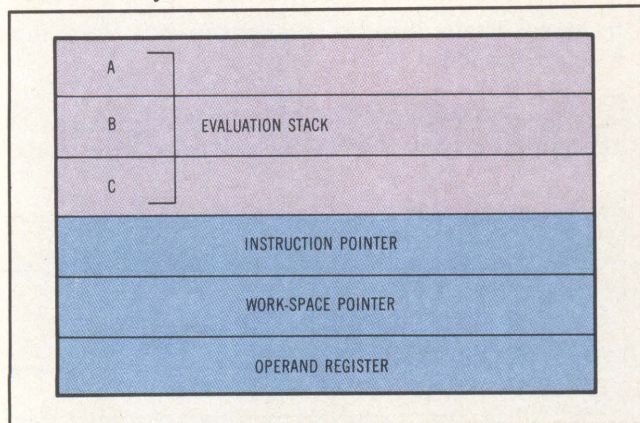 A
B EVALUATION STACK
C
INSTRUCTION POINTER
WORK-SPACE POINTER
OPERAND REGISTER